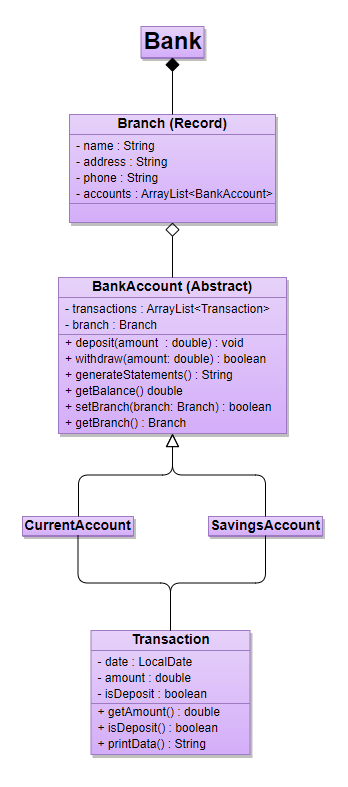 Bank
Branch (Record)
- name : String
- address : String
- phone : String
- accounts : ArrayList<BankAccount>
BankAccount (Abstract)
- transactions : ArrayList<Transaction>
- branch : Branch
+ deposit(amount : double) : void
+ withdraw(amount: double) : boolean
+ generateStatements() : String
+ getBalance() double
+ setBranch(branch: Branch) : boolean
+ getBranch() : Branch
CurrentAccount
SavingsAccount
Transaction
- date : LocalDate
- amount : double
- isDeposit : boolean
+ getAmount() : double
+ isDeposit() : boolean
+ printData() : String